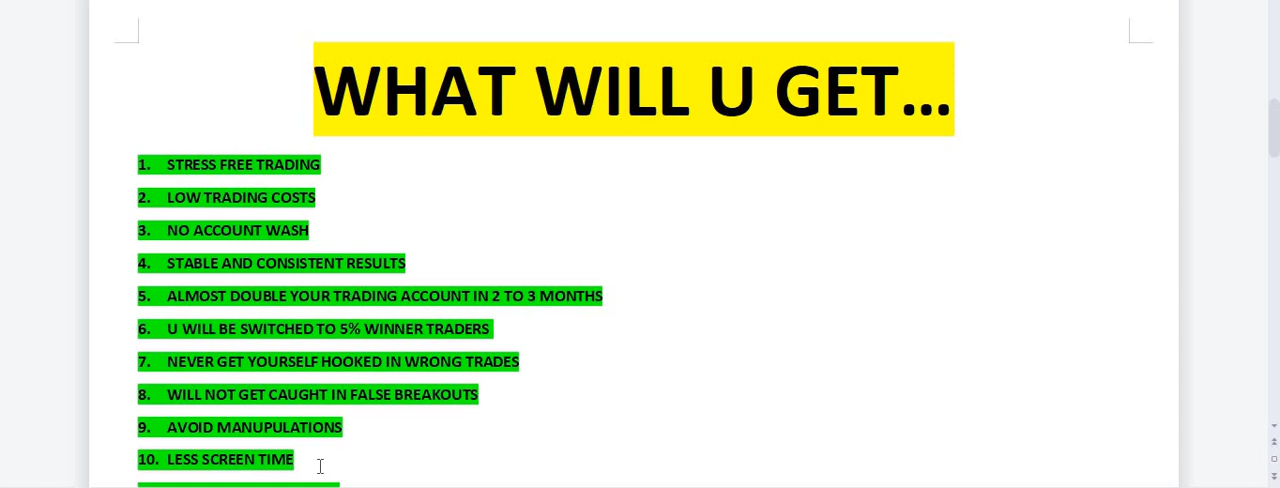 WHAT WILL U GET...
1. STRESS FREE TRADING
2. LOW TRADING COSTS
3. NO ACCOUNT WASH
4. STABLE AND CONSISTENT RESULTS
5. ALMOST DOUBLE YOUR TRADING ACCOUNT IN 2 TO 3 MONTHS
6. U WILL BE SWITCHED TO 5% WINNER TRADERS
7. NEVER GET YOURSELF HOOKED IN WRONG TRADES
8. WILL NOT GET CAUGHT IN FALSE BREAKOUTS
9. AVOID MANUPULATIONS
10. LESS SCREEN TIME